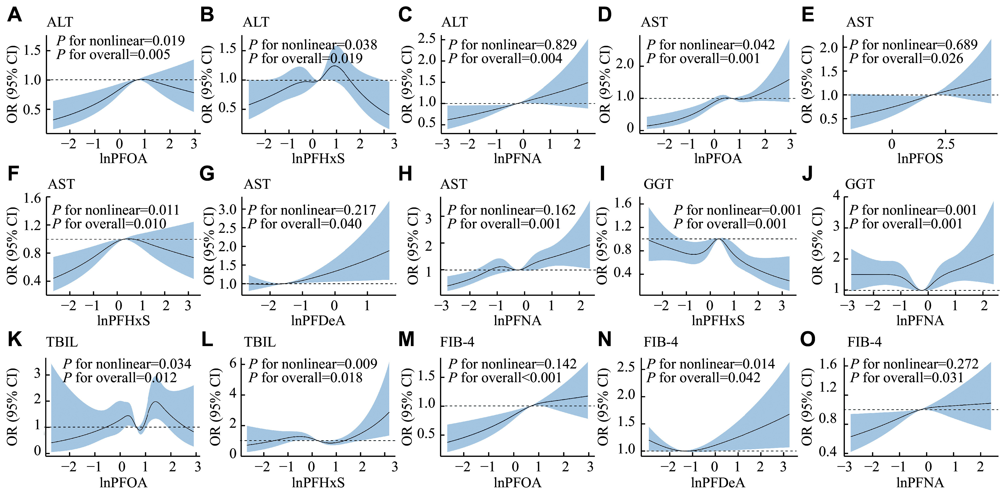 A
ALT
P for nonlinear=0.019
P for overall=0.005
OR (95% CI)
1.5
1.0
0.5
−2 −1 0 1 2 3
lnPFOA
B
ALT
P for nonlinear=0.038
P for overall=0.019
OR (95% CI)
1.5
1.0
0.5
−2 −1 0 1 2 3
lnPFHxS
C
ALT
P for nonlinear=0.829
P for overall=0.004
OR (95% CI)
2.5
2.0
1.5
1.0
0.5
−3 −2 −1 0 1 2
lnPFNA
D
AST
P for nonlinear=0.042
P for overall=0.001
OR (95% CI)
2.0
1.0
0
−2 −1 0 1 2 3
lnPFOA
E
AST
P for nonlinear=0.689
P for overall=0.026
OR (95% CI)
2.0
1.5
1.0
0.5
0 2.5
lnPFOS
F
AST
P for nonlinear=0.011
P for overall=0.010
OR (95% CI)
1.6
1.2
0.8
0.4
−2 −1 0 1 2 3
lnPFHxS
G
AST
P for nonlinear=0.217
P for overall=0.040
OR (95% CI)
3.0
2.5
2.0
1.5
1.0
−2 −1 0 1
lnPFDeA
H
AST
P for nonlinear=0.162
P for overall=0.001
OR (95% CI)
3
2
1
−3 −2 −1 0 1 2
lnPFNA
I
GGT
P for nonlinear=0.001
P for overall=0.001
OR (95% CI)
1.6
1.2
0.8
0.4
−2 −1 0 1 2 3
lnPFHxS
J
GGT
P for nonlinear=0.001
P for overall=0.001
OR (95% CI)
4
3
2
1
−3 −2 −1 0 1 2
lnPFNA
K
TBIL
P for nonlinear=0.034
P for overall=0.012
OR (95% CI)
3
2
1
0
−2 −1 0 1 2 3
lnPFOA
L
TBIL
P for nonlinear=0.009
P for overall=0.018
OR (95% CI)
6
4
2
0
−2 −1 0 1 2 3
lnPFHxS
M
FIB-4
P for nonlinear=0.142
P for overall<0.001
OR (95% CI)
1.5
1.0
0.5
−2 −1 0 1 2 3
lnPFOA
N
FIB-4
P for nonlinear=0.014
P for overall=0.042
OR (95% CI)
2.5
2.0
1.5
1.0
−2 −1 0 1 2 3
lnPFDeA
O
FIB-4
P for nonlinear=0.272
P for overall=0.031
OR (95% CI)
1.6
1.2
0.8
0.4
−3 −2 −1 0 1 2
lnPFNA